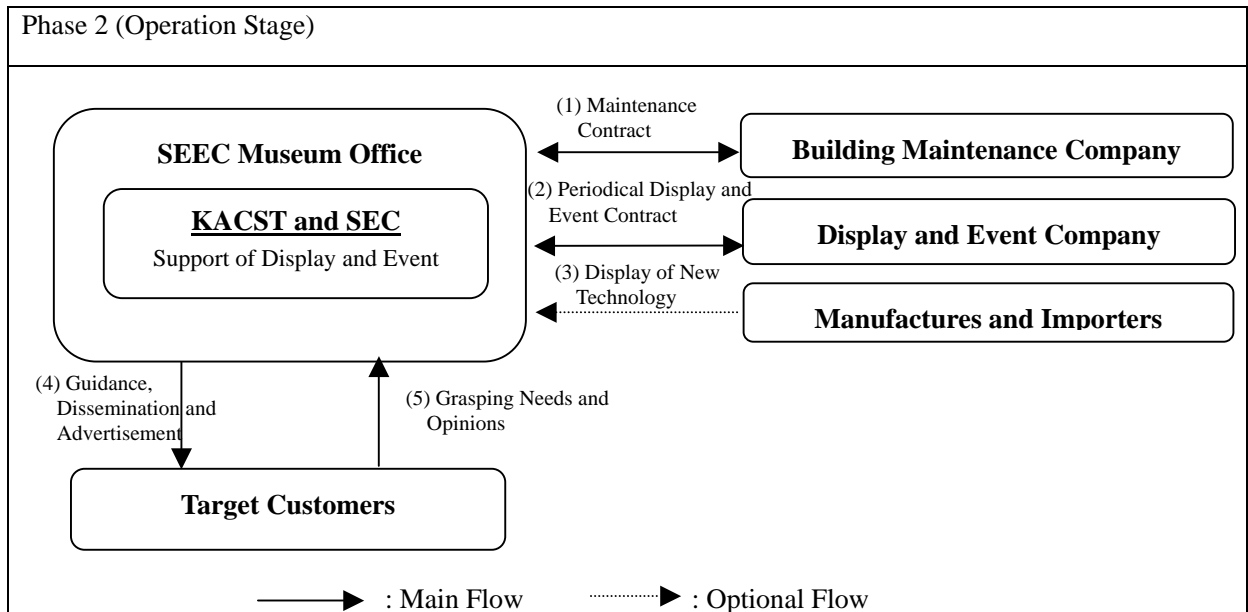 Phase 2 (Operation Stage)
(1) Maintenance
Contract
SEEC Museum Office
Building Maintenance Company
(2) Periodical Display and
Event Contract
KACST and SEC
Support of Display and Event
Display and Event Company
(3) Display of New
Technology
Manufactures and Importers
(4) Guidance,
Dissemination and
Advertisement
(5) Grasping Needs and
Opinions
Target Customers
: Main Flow
: Optional Flow